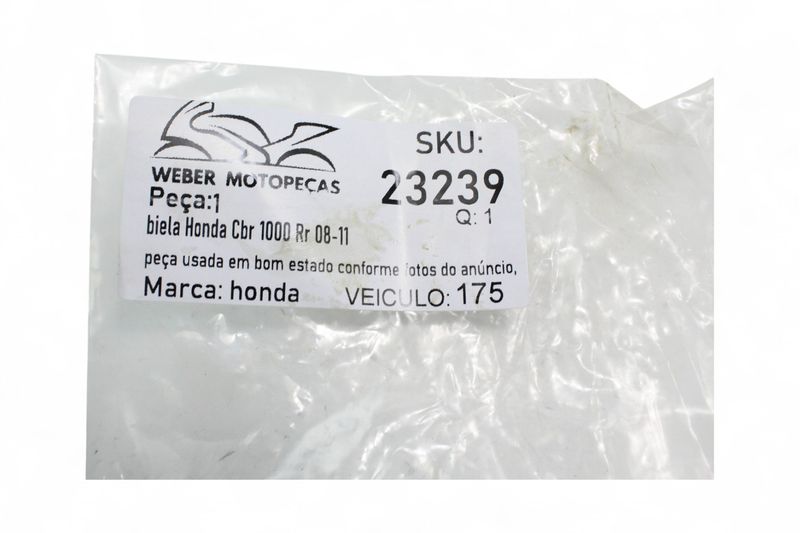 WEBER MOTOPEÇAS
SKU:
23239
Q: 1
Peça:1
biela Honda Cbr 1000 Rr 08-11
peça usada em bom estado conforme fotos do anúncio,
Marca: honda VEICULO: 175